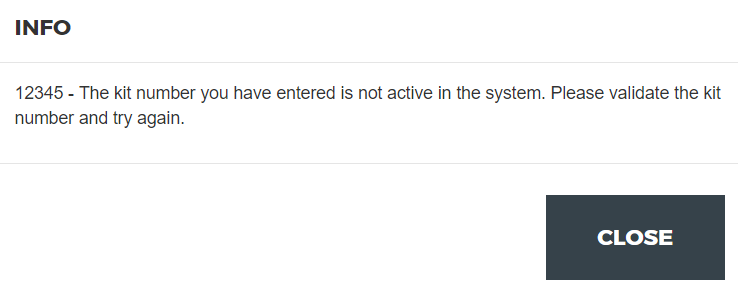 INFO
12345 - The kit number you have entered is not active in the system. Please validate the kit
number and try again.
CLOSE